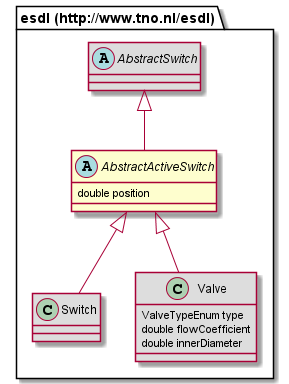 esdl (http://www.tno.nl/esdl)
A AbstractSwitch
A AbstractActiveSwitch
double position
C Switch
C Valve
ValveTypeEnum type
double flowCoefficient
double innerDiameter